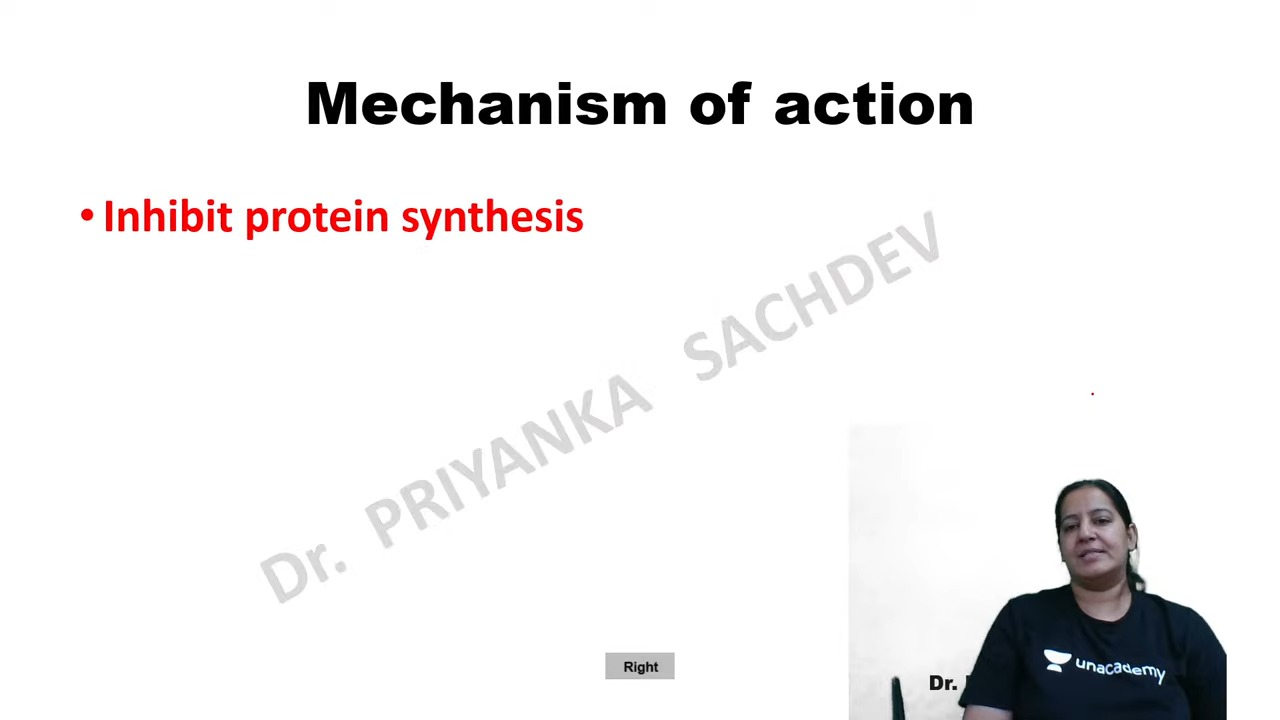 Mechanism of action
• Inhibit protein synthesis
Dr. PRIYANKA SACHDEV
Right
Dr.
unacademy